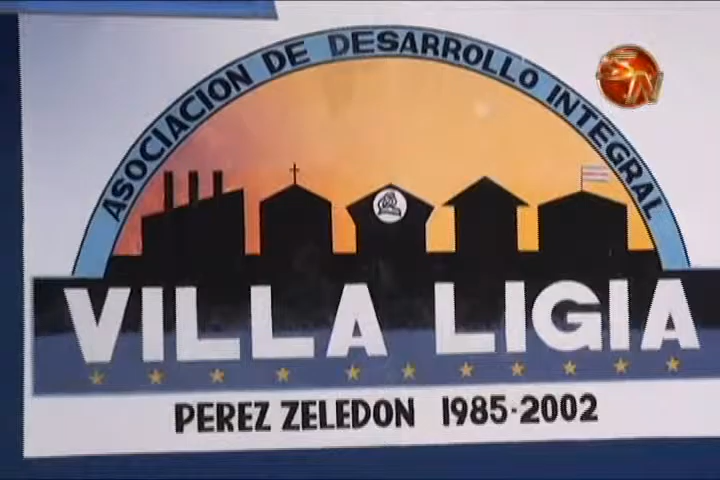 ASOCIACION DE DESARROLLO INTEGRAL
VILLA LIGIA
PEREZ ZELEDON 1985-2002